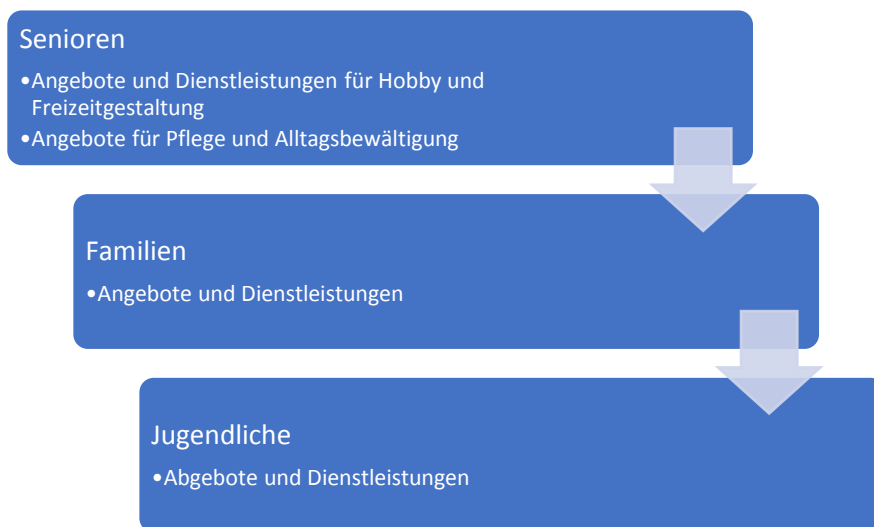 Senioren
•Angebote und Dienstleistungen für Hobby und
Freizeitgestaltung
•Angebote für Pflege und Alltagsbewältigung
Familien
•Angebote und Dienstleistungen
Jugendliche
•Abgebote und Dienstleistungen